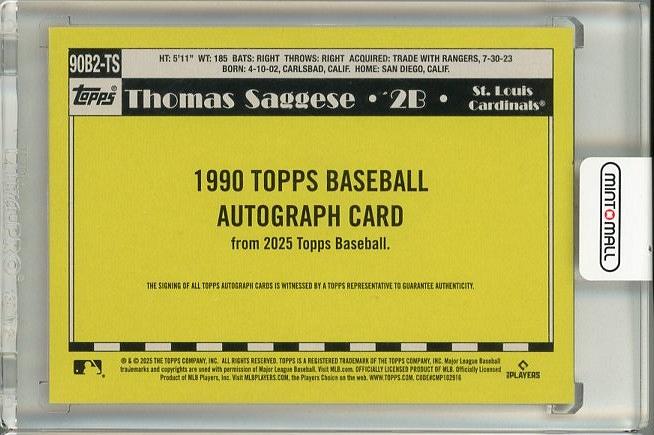 90B2-TS
HT: 5'11" WT: 185 BATS: RIGHT THROWS: RIGHT ACQUIRED: TRADE WITH RANGERS, 7-30-23
BORN: 4-10-02, CARLSBAD, CALIF. HOME: SAN DIEGO, CALIF.
Topps
Thomas Saggese • 2B •
St. Louis
Cardinals®
1990 TOPPS BASEBALL
AUTOGRAPH CARD
from 2025 Topps Baseball.
THE SIGNING OF ALL TOPPS AUTOGRAPH CARDS IS WITNESSED BY A TOPPS REPRESENTATIVE TO GUARANTEE AUTHENTICITY.
® & © 2025 THE TOPPS COMPANY, INC. ALL RIGHTS RESERVED. TOPPS IS A REGISTERED TRADEMARK OF THE TOPPS COMPANY, INC. Major League Baseball
trademarks and copyrights are used with permission of Major League Baseball. Visit MLB.com. OFFICIALLY LICENSED PRODUCT OF MLB. Officially Licensed
Product of MLB Players, Inc. Visit MLBPLAYERS.COM, the Players Choice on the web. WWW.TOPPS.COM. CODE#CMP102916
MLB PLAYERS
MINT MALL